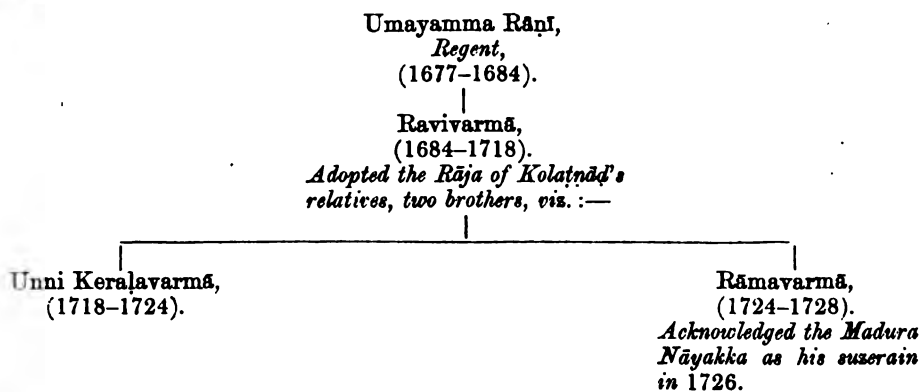 Umayamma Rāṇī,
Regent,
(1677–1684).
Ravivarmā,
(1684–1718).
Adopted the Rāja of Kolaṭnāḍ's
relatives, two brothers, viz. :—
Unni Keraḷavarmā,
(1718–1724).
Rāmavarmā,
(1724–1728).
Acknowledged the Madura
Nāyakka as his suzerain
in 1726.